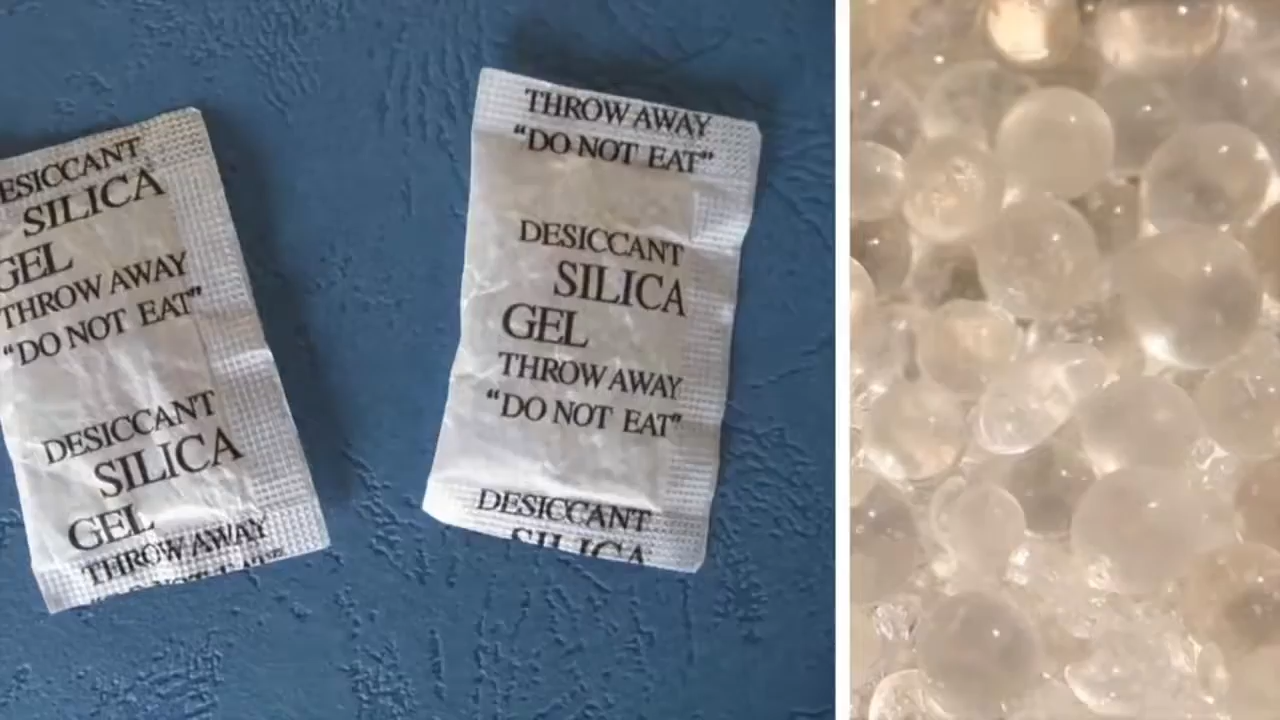 DESICCANT
SILICA
GEL
THROW AWAY
“DO NOT EAT”
DESICCANT
SILICA
GEL
THROW AWAY
THROW AWAY
“DO NOT EAT”
DESICCANT
SILICA
GEL
THROW AWAY
“DO NOT EAT”
DESICCANT
SILICA